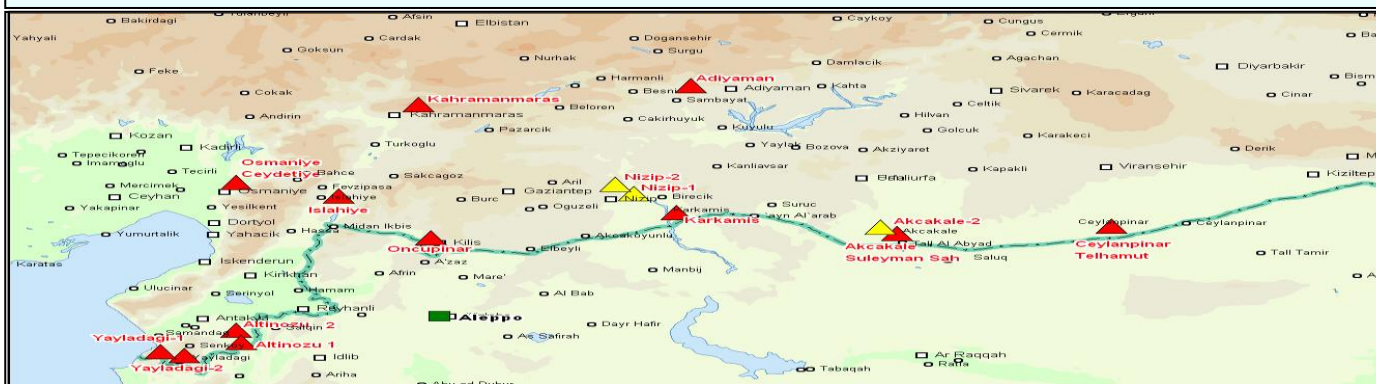 Bakirdagi
Afsin
Elbistan
Caykoy
Cungus
Yahyali
Cardak
Goksun
Dogansehir
Surgu
Cermik
Nurhak
Damlacik
Agachan
Diyarbakir
Feke
Harmanli
Adiyaman
Besni
Adiyaman
Kahta
Sivarek
Karacadag
Cinar
Cokak
Kahramanmaras
Sambayat
Celtik
Beloren
Andirin
Kahramanmaras
Cakirhuyuk
Hilvan
Pazarcik
Kuyulu
Golcuk
Karakeci
Kozan
Turkoglu
Yaylak
Bozova
Akziyaret
Derik
Kadirli
Tepecikoren
Imamoglu
Osmaniye
Ceydetiye
Kanliavsar
Kapakli
Viransehir
Tecirli
Bahce
Sakcagoz
Nizip-2
Mercimek
Osmaniye
Fevzipasa
Gaziantep
Aril
Nizip-1
Ceyhan
Islahiye
Burc
Nizip
Birecik
Suruc
Yakapinar
Yesilkent
Islahiye
Oguzeli
Karkamis
Karkamis
'ayn Al'arab
Akcakale-2
Ceylanpinar
Ceylanpinar
Dortyol
Yumurtalik
Yahacik
Hassa
Midan Ikbis
Oncupinar
Kilis
Akcakoyunlu
Akcakale
Akcakale
Suleyman Sah
Tall Al Abyad
Ceylanpinar
Telhamut
Elbeyli
Saluq
Tall Tamir
Karatas
Iskenderun
A'zaz
Kirikhan
Afrin
Mare'
Manbij
Ulucinar
Serinyol
Hamam
Al Bab
Reyhanli
Antakya
Altinozu 2
Salqin
Aleppo
Dayr Hafir
Samandag
Yayladagi-1
Senkoy
Altinozu 1
As Safirah
Yayladagi
Yayladagi-2
Idlib
Ar Raqqah
Ariha
Tabaqah